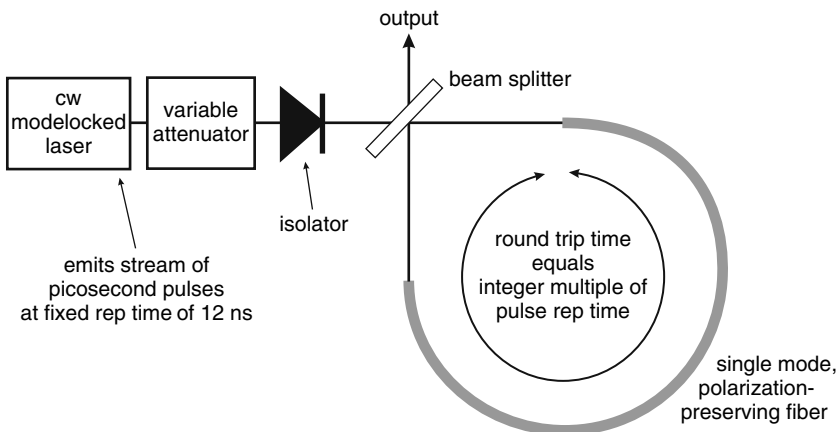 output
beam splitter
cw
modelocked
laser
variable
attenuator
isolator
emits stream of
picosecond pulses
at fixed rep time of 12 ns
round trip time
equals
integer multiple of
pulse rep time
single mode,
polarization-
preserving fiber